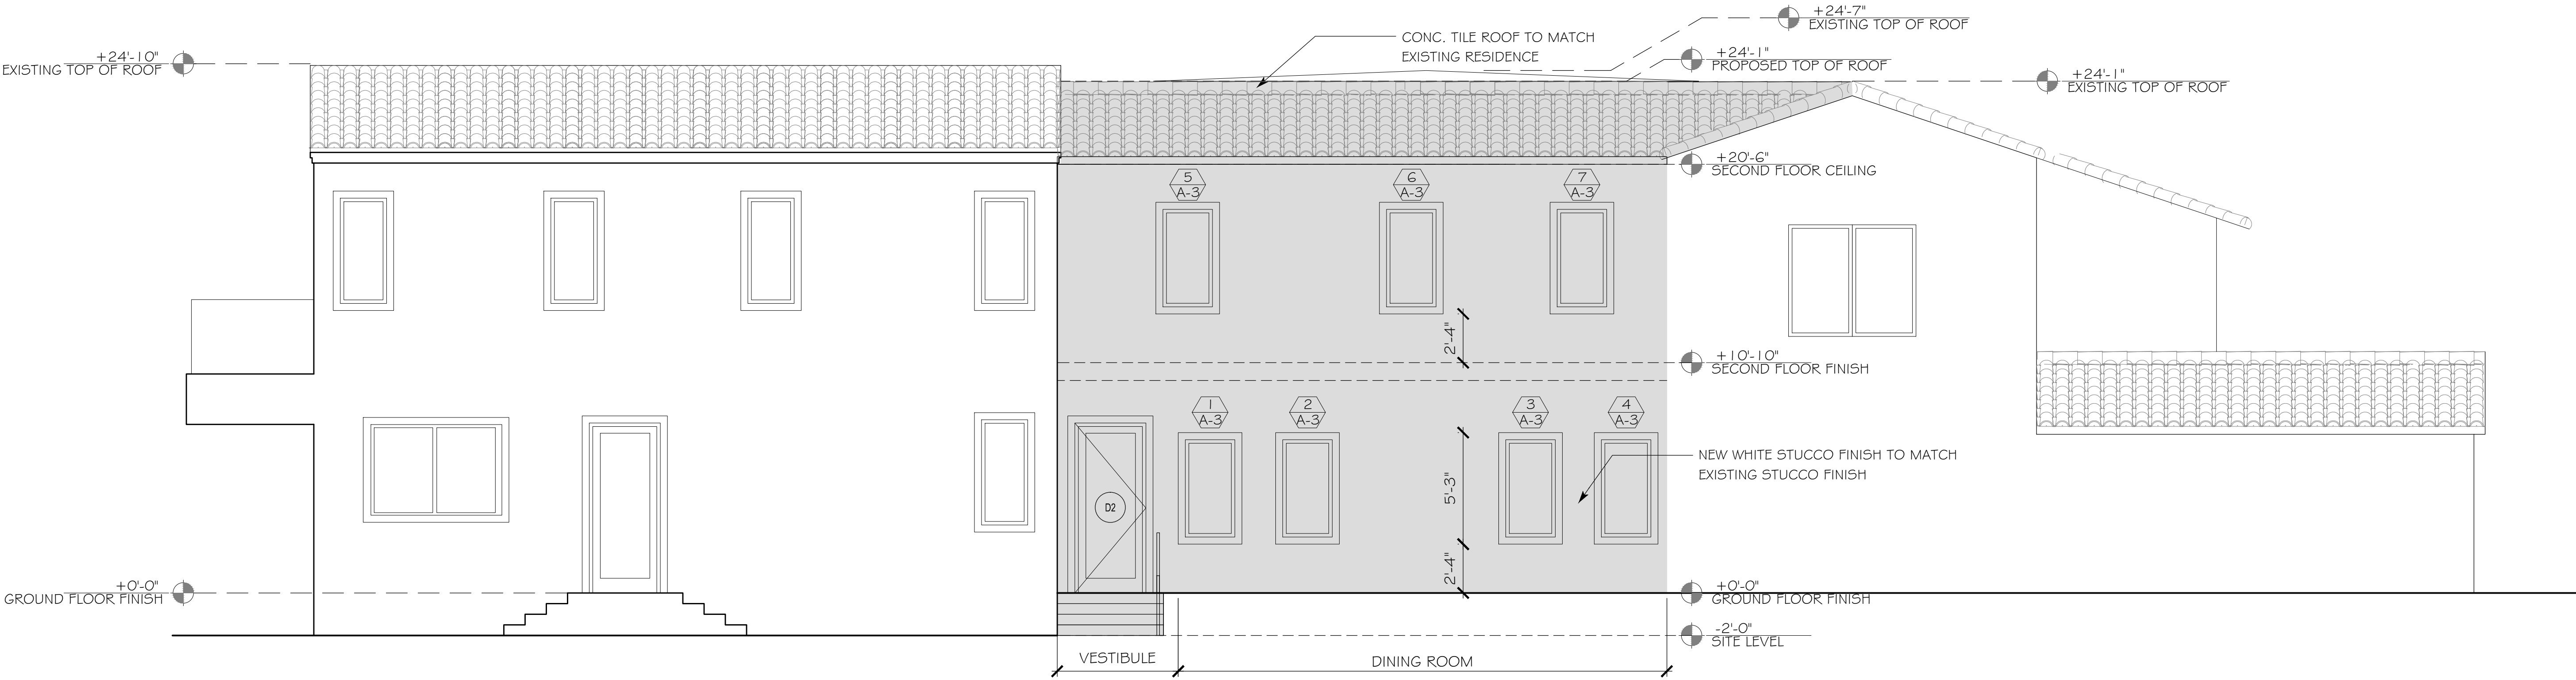 +24'-7"
EXISTING TOP OF ROOF
CONC. TILE ROOF TO MATCH
EXISTING RESIDENCE
+24'-10"
EXISTING TOP OF ROOF
+24'-1"
PROPOSED TOP OF ROOF
+24'-1"
EXISTING TOP OF ROOF
+20'-6"
SECOND FLOOR CEILING
5
A-3
6
A-3
7
A-3
2'-4"
+10'-10"
SECOND FLOOR FINISH
1
A-3
2
A-3
3
A-3
4
A-3
NEW WHITE STUCCO FINISH TO MATCH
EXISTING STUCCO FINISH
5'-3"
D2
2'-4"
+0'-0"
GROUND FLOOR FINISH
+0'-0"
GROUND FLOOR FINISH
-2'-0"
SITE LEVEL
VESTIBULE
DINING ROOM